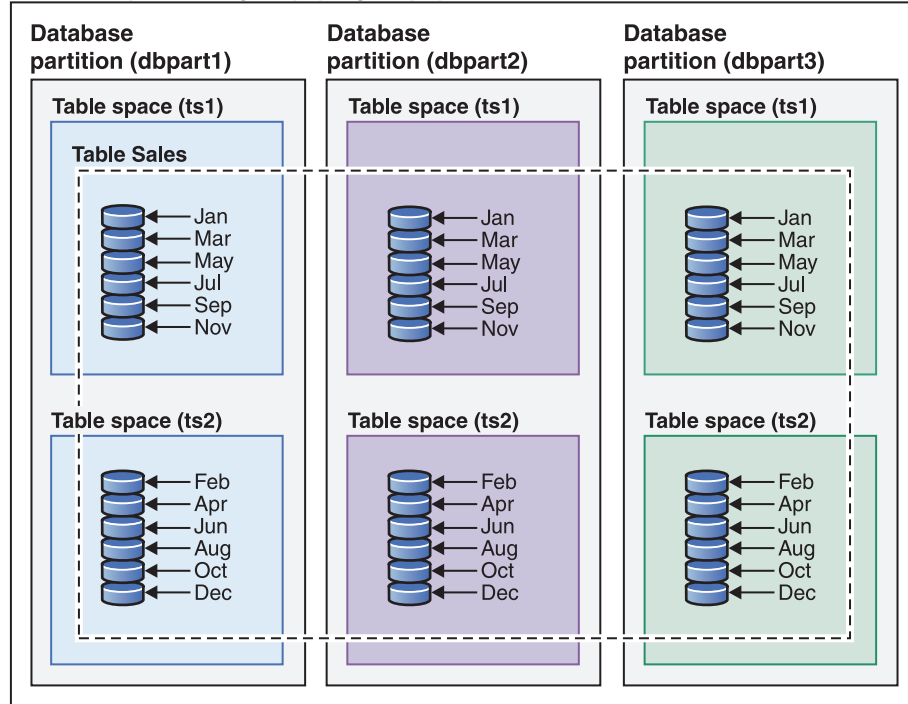 Database
partition (dbpart1)
Table space (ts1)
Table Sales
Jan
Mar
May
Jul
Sep
Nov
Table space (ts2)
Feb
Apr
Jun
Aug
Oct
Dec
Database
partition (dbpart2)
Table space (ts1)
Jan
Mar
May
Jul
Sep
Nov
Table space (ts2)
Feb
Apr
Jun
Aug
Oct
Dec
Database
partition (dbpart3)
Table space (ts1)
Jan
Mar
May
Jul
Sep
Nov
Table space (ts2)
Feb
Apr
Jun
Aug
Oct
Dec